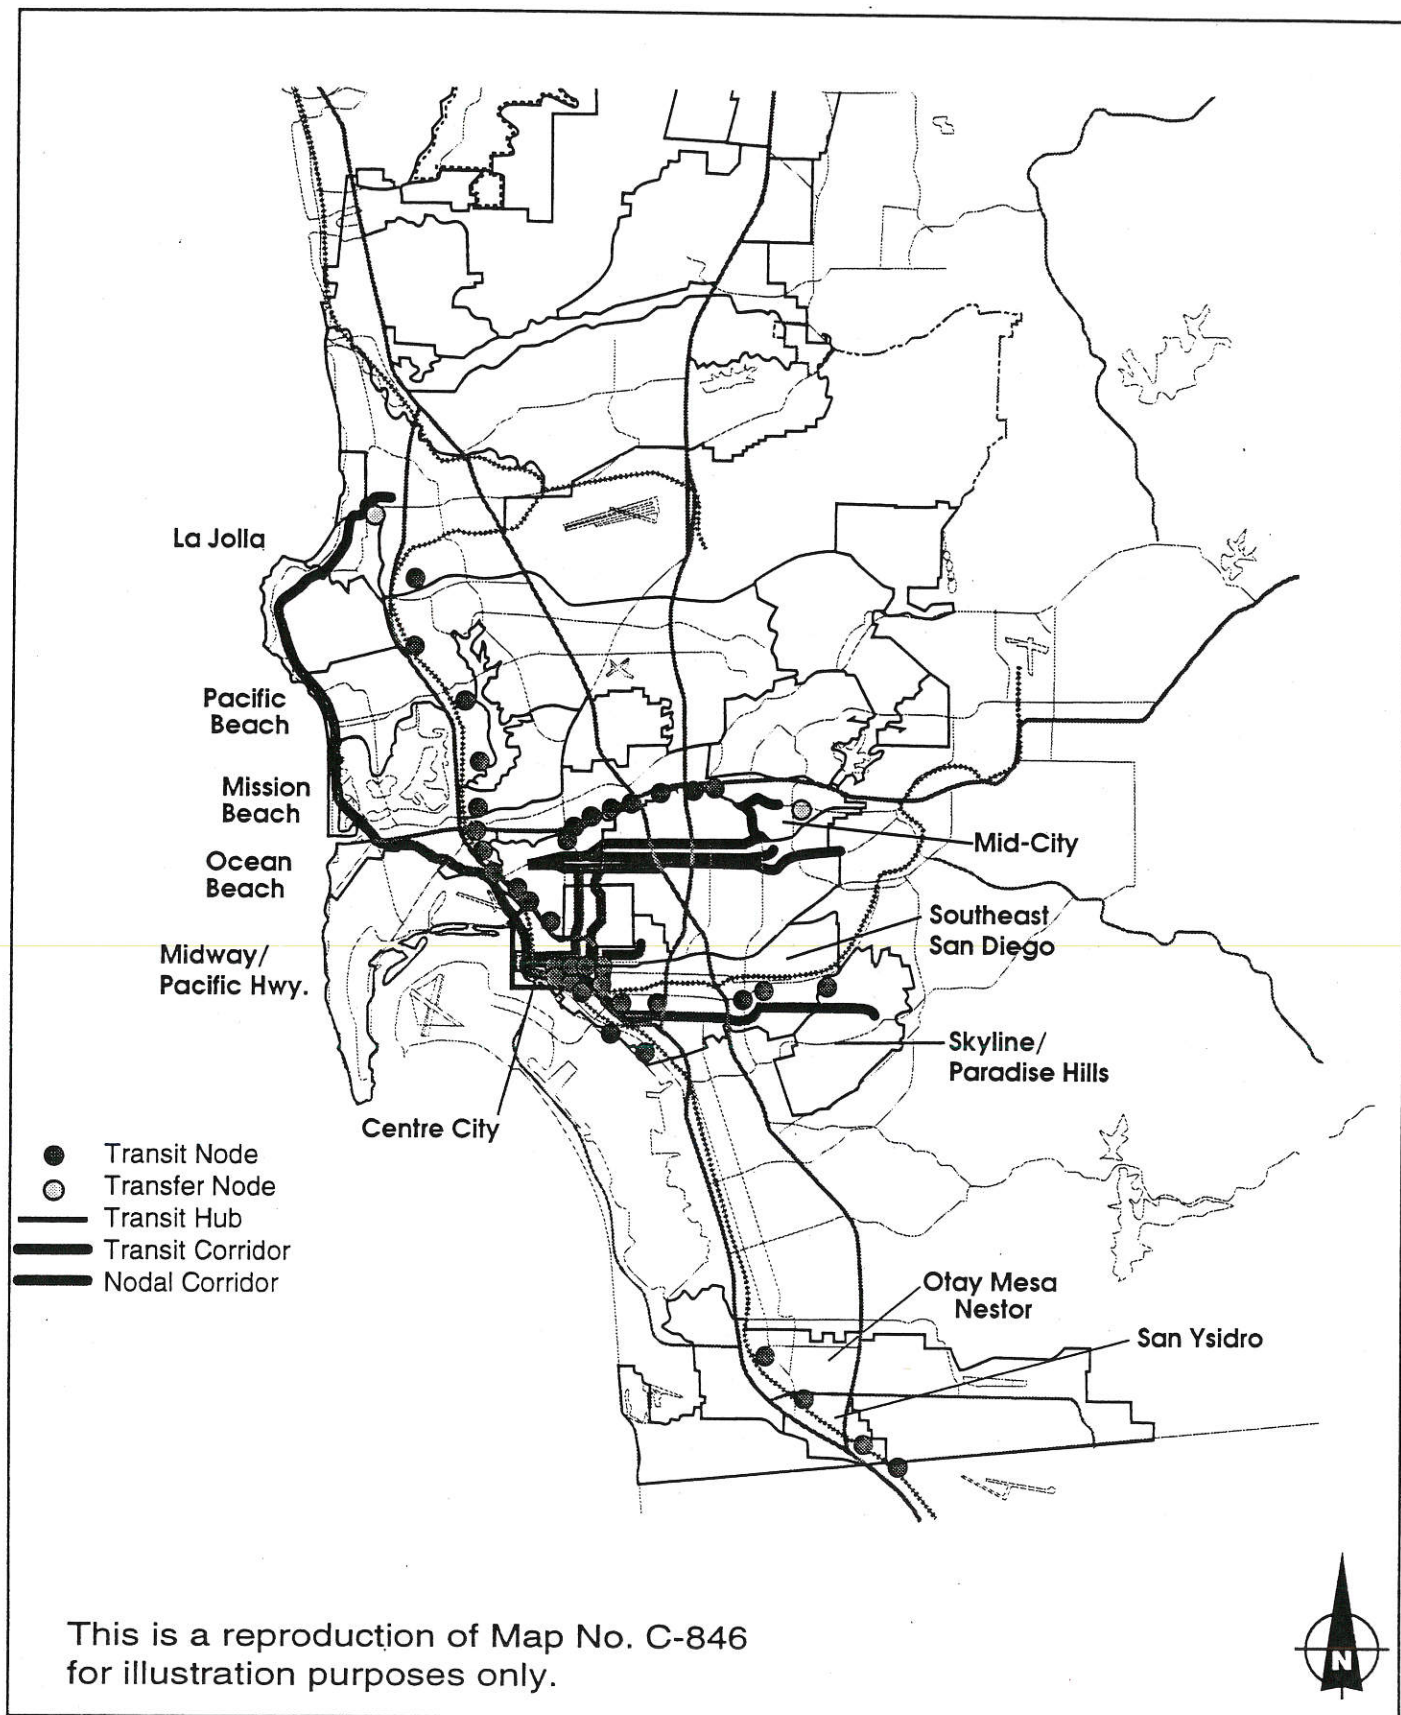 La Jolla
Pacific
Beach
Mission
Beach
Ocean
Beach
Mid-City
Southeast
San Diego
Midway/
Pacific Hwy.
Skyline/
Paradise Hills
Centre City
Transit Node
Transfer Node
Transit Hub
Transit Corridor
Nodal Corridor
Otay Mesa
Nestor
San Ysidro
This is a reproduction of Map No. C-846
for illustration purposes only.
N